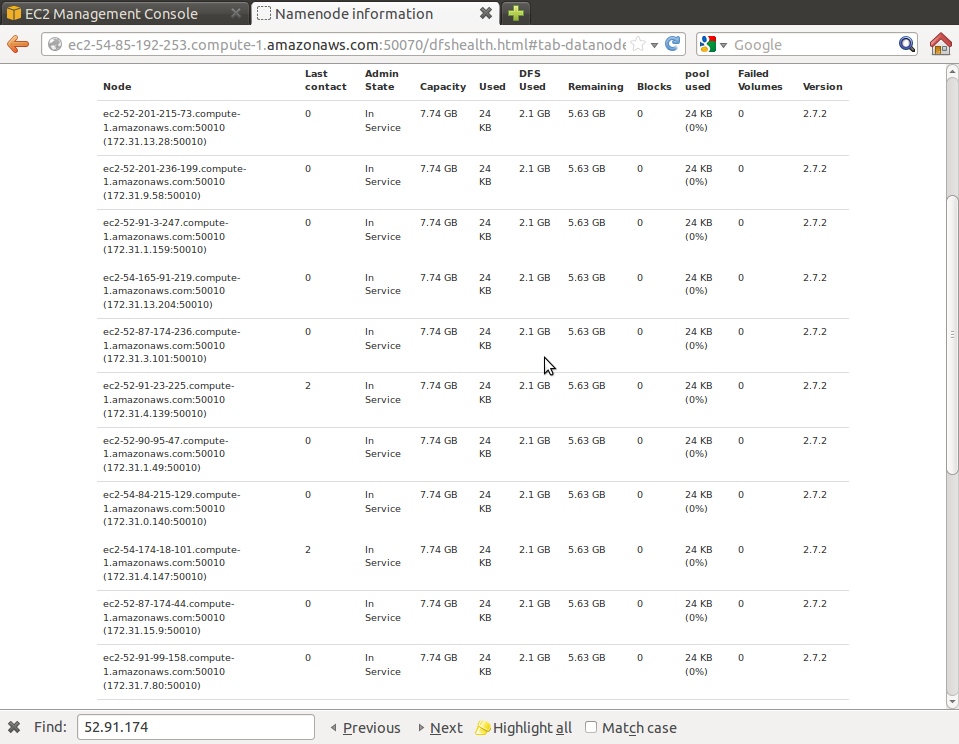 EC2 Management Console
Namenode information
ec2-54-85-192-253.compute-1.amazonaws.com:50070/dfshealth.html#tab-datanode
Google
Node Last contact Admin State Capacity Used DFS Used Remaining Blocks pool used Failed Volumes Version
ec2-52-201-215-73.compute- 0 In 7.74 GB 24 2.1 GB 5.63 GB 0 24 KB 0 2.7.2
1.amazonaws.com:50010 Service KB (0%)
(172.31.13.28:50010)
ec2-52-201-236-199.compute- 0 In 7.74 GB 24 2.1 GB 5.63 GB 0 24 KB 0 2.7.2
1.amazonaws.com:50010 Service KB (0%)
(172.31.9.58:50010)
ec2-52-91-3-247.compute- 0 In 7.74 GB 24 2.1 GB 5.63 GB 0 24 KB 0 2.7.2
1.amazonaws.com:50010 Service KB (0%)
(172.31.1.159:50010)
ec2-54-165-91-219.compute- 0 In 7.74 GB 24 2.1 GB 5.63 GB 0 24 KB 0 2.7.2
1.amazonaws.com:50010 Service KB (0%)
(172.31.13.204:50010)
ec2-52-87-174-236.compute- 0 In 7.74 GB 24 2.1 GB 5.63 GB 0 24 KB 0 2.7.2
1.amazonaws.com:50010 Service KB (0%)
(172.31.3.101:50010)
ec2-52-91-23-225.compute- 2 In 7.74 GB 24 2.1 GB 5.63 GB 0 24 KB 0 2.7.2
1.amazonaws.com:50010 Service KB (0%)
(172.31.4.139:50010)
ec2-52-90-95-47.compute- 0 In 7.74 GB 24 2.1 GB 5.63 GB 0 24 KB 0 2.7.2
1.amazonaws.com:50010 Service KB (0%)
(172.31.1.49:50010)
ec2-54-84-215-129.compute- 0 In 7.74 GB 24 2.1 GB 5.63 GB 0 24 KB 0 2.7.2
1.amazonaws.com:50010 Service KB (0%)
(172.31.0.140:50010)
ec2-54-174-18-101.compute- 2 In 7.74 GB 24 2.1 GB 5.63 GB 0 24 KB 0 2.7.2
1.amazonaws.com:50010 Service KB (0%)
(172.31.4.147:50010)
ec2-52-87-174-44.compute- 0 In 7.74 GB 24 2.1 GB 5.63 GB 0 24 KB 0 2.7.2
1.amazonaws.com:50010 Service KB (0%)
(172.31.15.9:50010)
ec2-52-91-99-158.compute- 0 In 7.74 GB 24 2.1 GB 5.63 GB 0 24 KB 0 2.7.2
1.amazonaws.com:50010 Service KB (0%)
(172.31.7.80:50010)
Find: 52.91.174 Previous Next Highlight all Match case